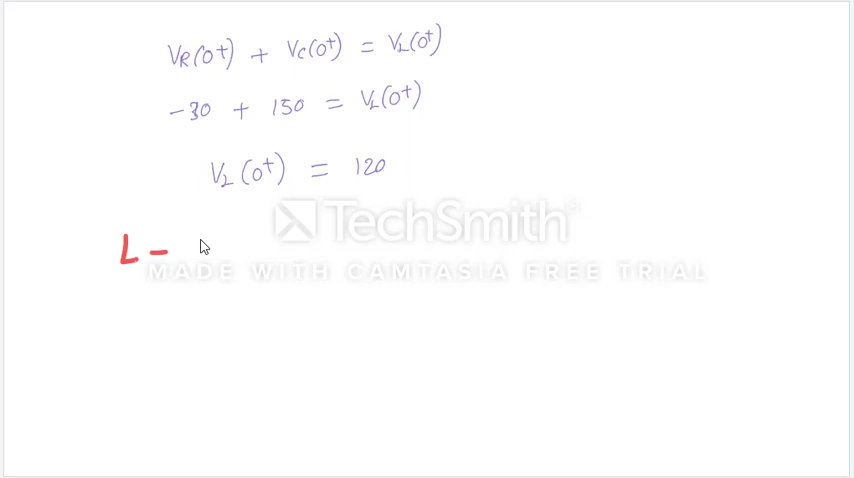 VR(0+) + VC(0+) = VL(0+)
-30 + 150 = VL(0+)
VL(0+) = 120
TechSmith
L -
MADE WITH CAMTASIA FREE TRIAL